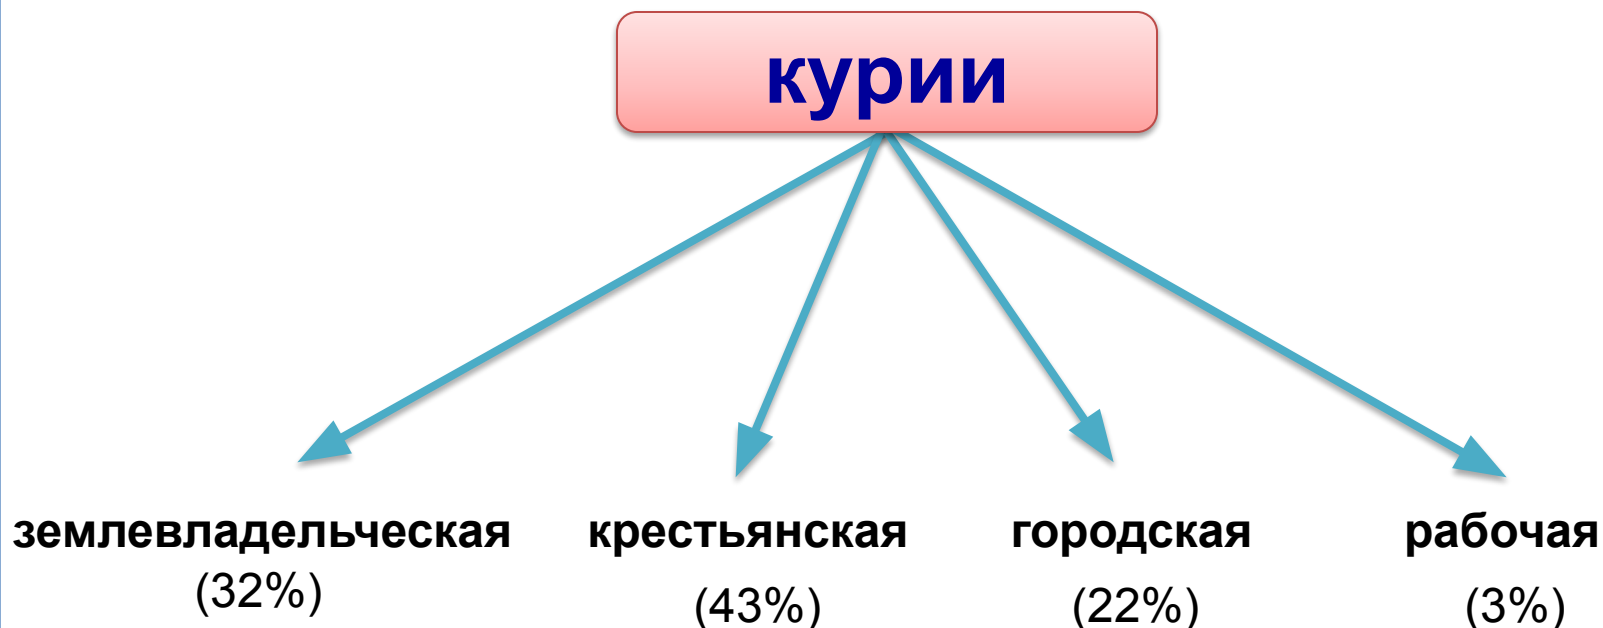 курии
землевладельческая
(32%)
крестьянская
(43%)
городская
(22%)
рабочая
(3%)